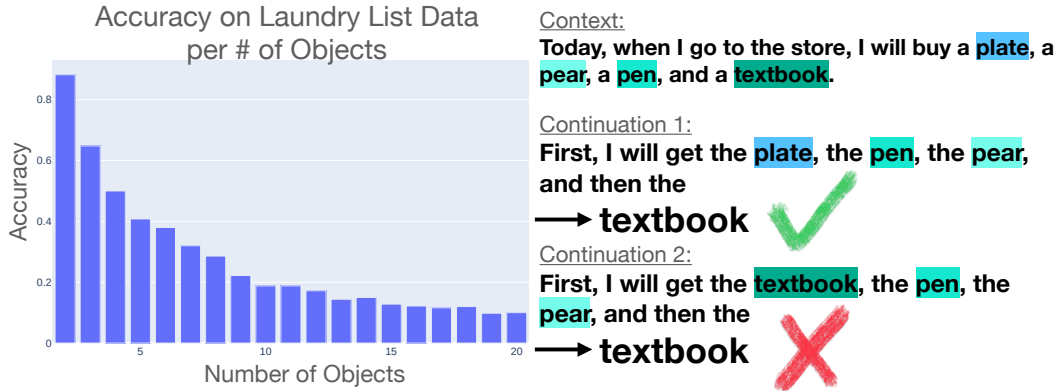 Accuracy on Laundry List Data
per # of Objects
Accuracy
0.8
0.6
0.4
0.2
0
5
10
15
20
Number of Objects
Context:
Today, when I go to the store, I will buy a plate, a
pear, a pen, and a textbook.
Continuation 1:
First, I will get the plate, the pen, the pear,
and then the
textbook
Continuation 2:
First, I will get the textbook, the pen, the
pear, and then the
textbook